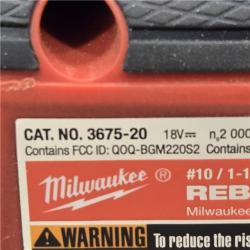 CAT. NO. 3675-20 18V⎓ n₀2 000
Contains FCC ID: QOQ-BGM220S2
Milwaukee ® #10 / 1-1
REB
Milwaukee
WARNING To reduce the